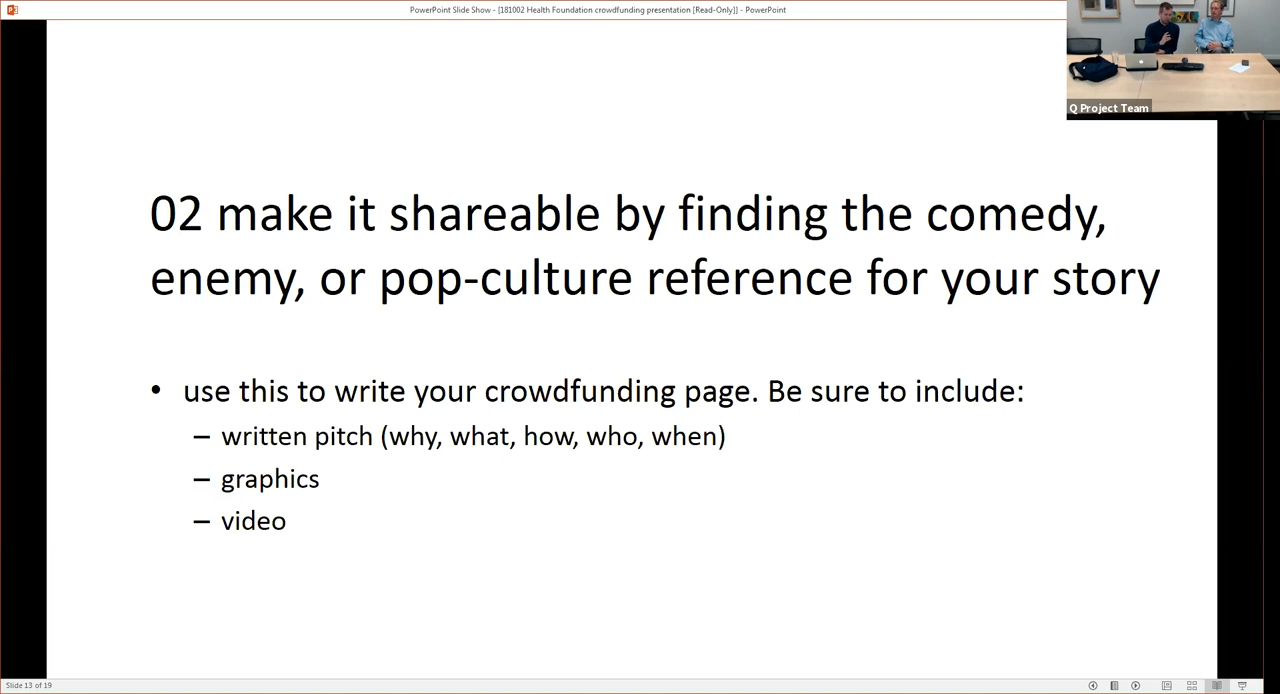 PowerPoint Slide Show - [181002 Health Foundation crowdfunding presentation [Read-Only]] - PowerPoint
Q Project Team
02 make it shareable by finding the comedy,
enemy, or pop-culture reference for your story
• use this to write your crowdfunding page. Be sure to include:
– written pitch (why, what, how, who, when)
– graphics
– video
Slide 13 of 19